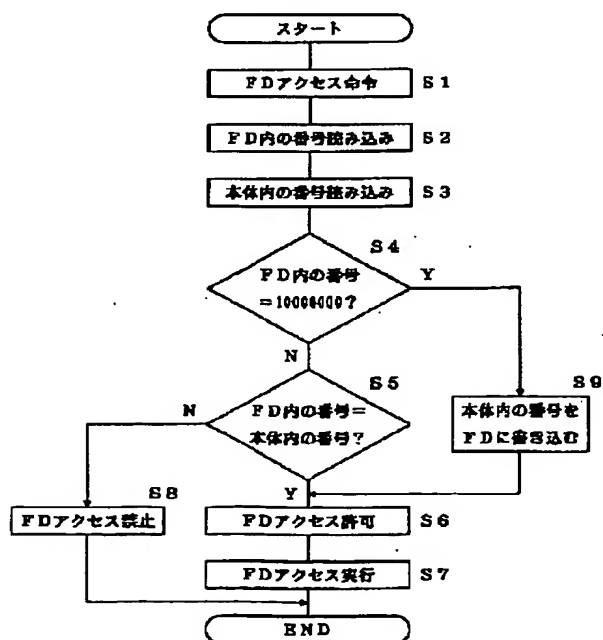 スタート
FDアクセス命令 S1
FD内の番号読み込み S2
本体内の番号読み込み S3
S4
FD内の番号
=10000000?
Y
N
S5
FD内の番号=
本体内の番号?
N
Y
S9
本体内の番号を
FDに書き込む
S8
FDアクセス禁止
FDアクセス許可 S6
FDアクセス実行 S7
END